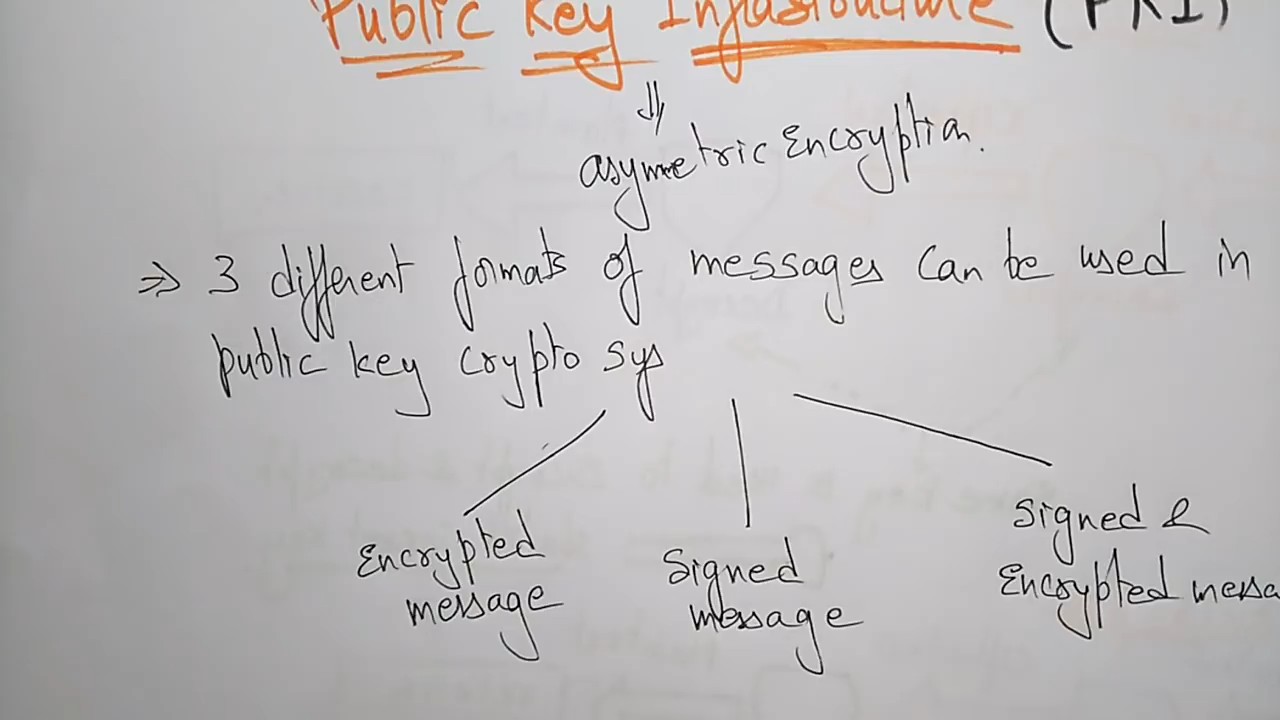 Public Key Infrastructure (PKI)
⇓
asymmetric Encryption.
⇒ 3 different formats of messages can be used in
public key crypto sys
Encrypted
message
Signed
message
Signed &
Encrypted messa